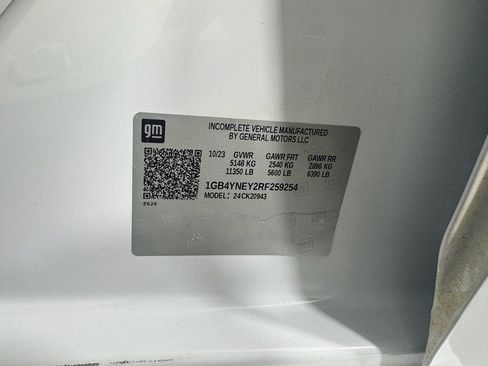 gm
INCOMPLETE VEHICLE MANUFACTURED
BY GENERAL MOTORS LLC
10/23 GVWR GAWR FRT GAWR RR
5148 KG 2540 KG 2898 KG
11350 LB 5600 LB 6390 LB
1GB4YNEY2RF259254
MODEL: 24CK20943
8624